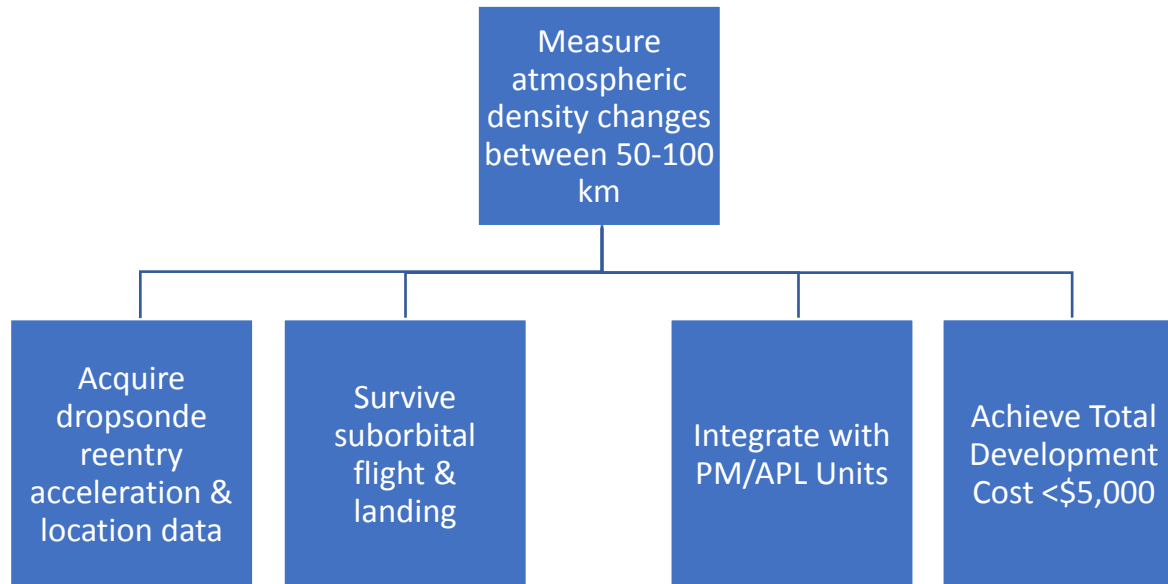 Measure
atmospheric
density changes
between 50-100
km
Acquire
dropsonde
reentry
acceleration &
location data
Survive
suborbital
flight &
landing
Integrate with
PM/APL Units
Achieve Total
Development
Cost <$5,000